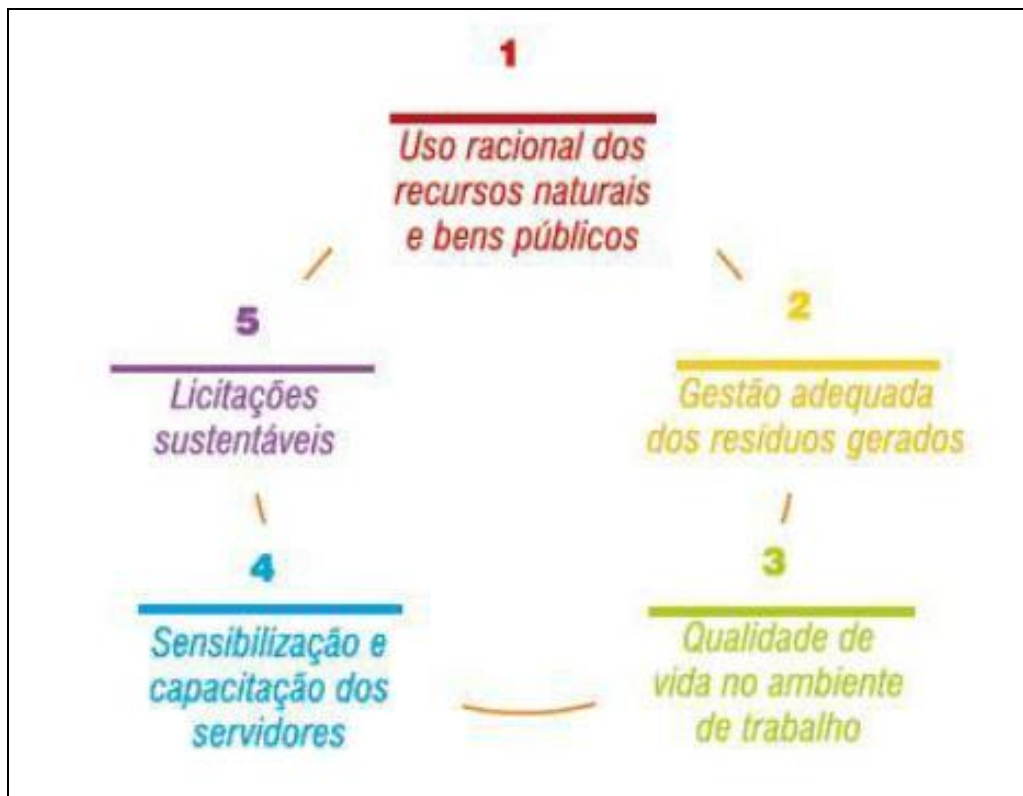 1
Uso racional dos
recursos naturais
e bens públicos
2
Gestão adequada
dos resíduos gerados
3
Qualidade de
vida no ambiente
de trabalho
4
Sensibilização e
capacitação dos
servidores
5
Licitações
sustentáveis